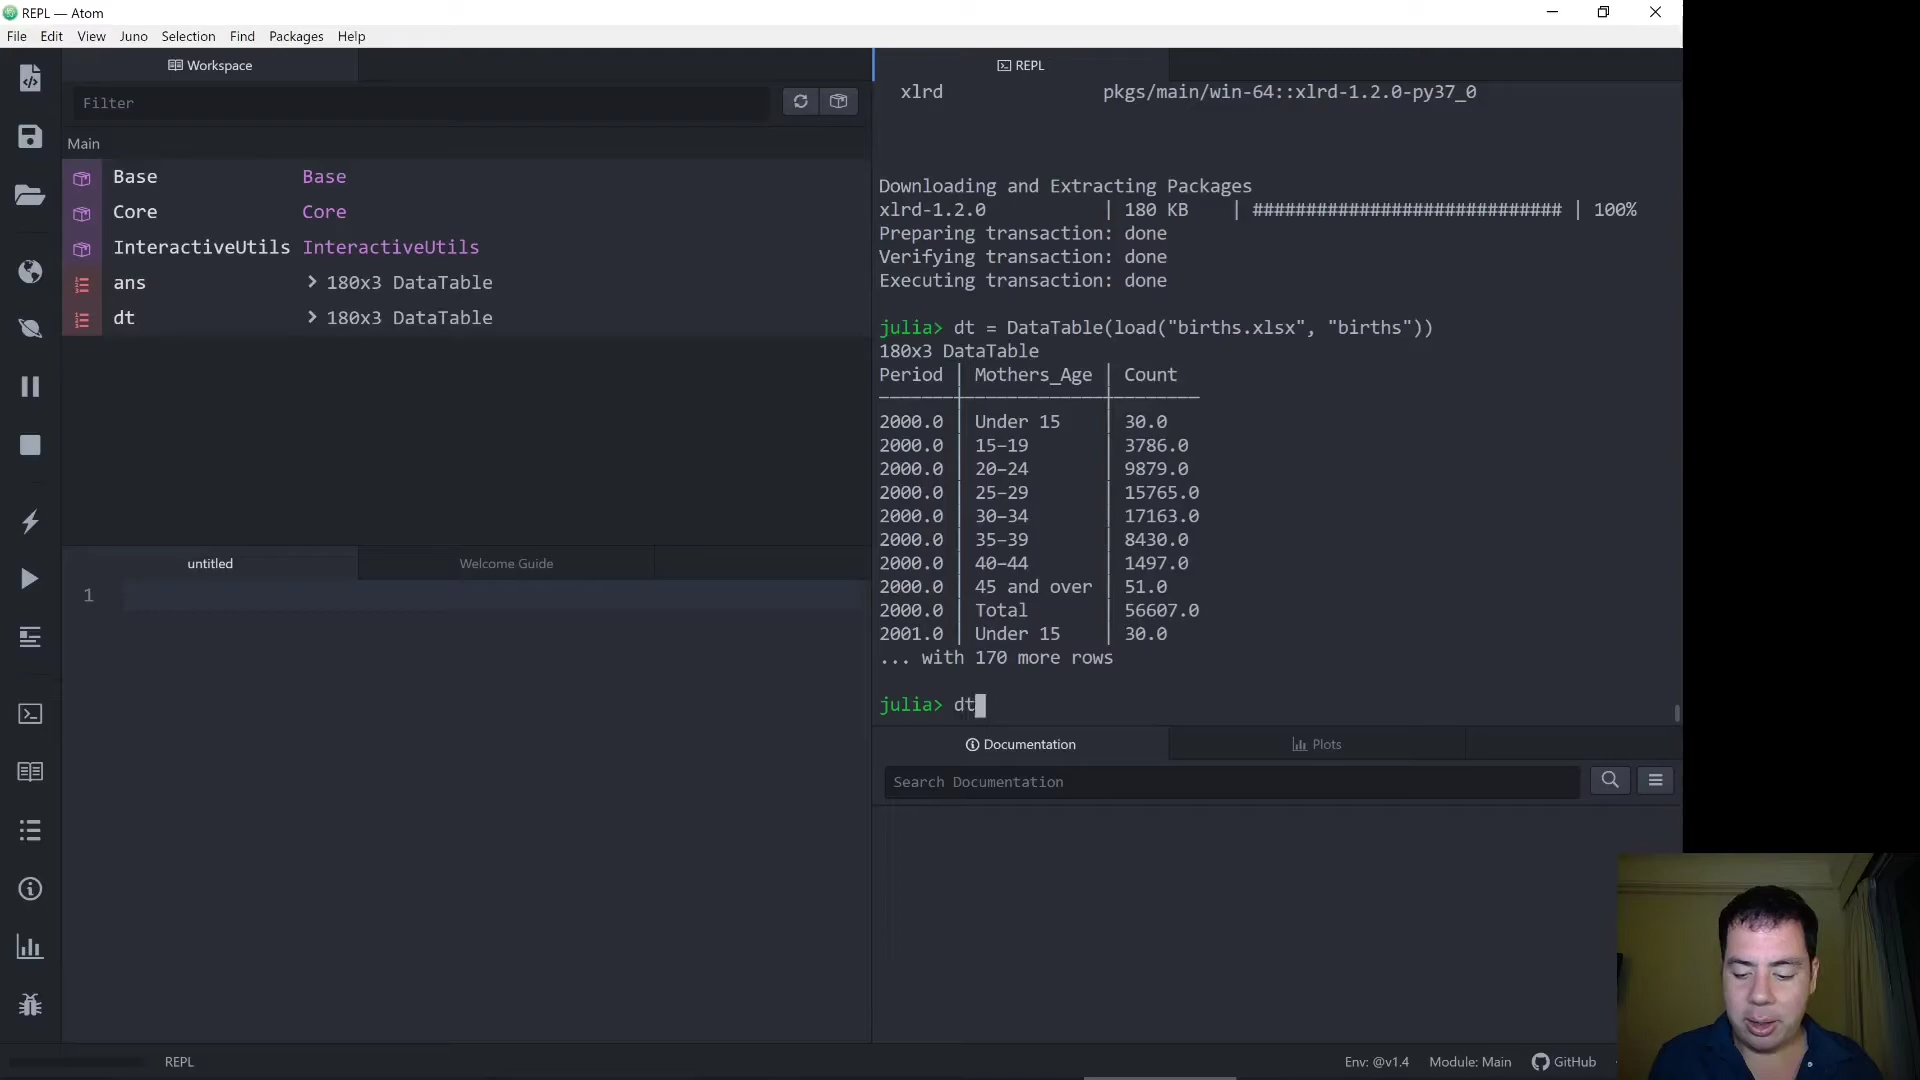 REPL — Atom
File Edit View Juno Selection Find Packages Help
Workspace
Filter
Main
Base Base
Core Core
InteractiveUtils InteractiveUtils
ans > 180x3 DataTable
dt > 180x3 DataTable
untitled Welcome Guide
1
REPL
xlrd pkgs/main/win-64::xlrd-1.2.0-py37_0
Downloading and Extracting Packages
xlrd-1.2.0 | 180 KB | ############################# | 100%
Preparing transaction: done
Verifying transaction: done
Executing transaction: done
julia> dt = DataTable(load("births.xlsx", "births"))
180x3 DataTable
Period │ Mothers_Age │ Count
───────┼─────────────┼────────
2000.0 │ Under 15 │ 30.0
2000.0 │ 15–19 │ 3786.0
2000.0 │ 20–24 │ 9879.0
2000.0 │ 25–29 │ 15765.0
2000.0 │ 30–34 │ 17163.0
2000.0 │ 35–39 │ 8430.0
2000.0 │ 40–44 │ 1497.0
2000.0 │ 45 and over │ 51.0
2000.0 │ Total │ 56607.0
2001.0 │ Under 15 │ 30.0
... with 170 more rows
julia> dt
Documentation Plots
Search Documentation
REPL Env: @v1.4 Module: Main GitHub